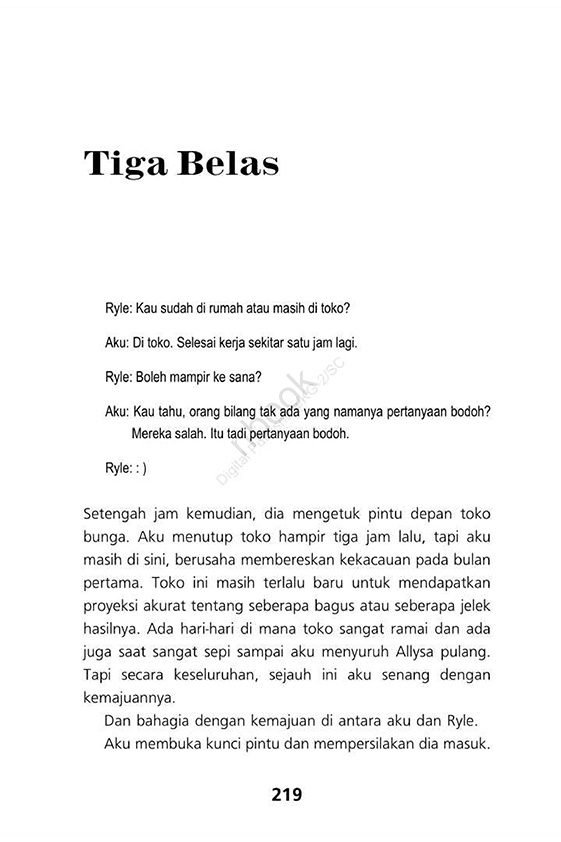 Tiga Belas
Ryle: Kau sudah di rumah atau masih di toko?
Aku: Di toko. Selesai kerja sekitar satu jam lagi.
Ryle: Boleh mampir ke sana?
Aku: Kau tahu, orang bilang tak ada yang namanya pertanyaan bodoh?
Mereka salah. Itu tadi pertanyaan bodoh.
Ryle: : )
Setengah jam kemudian, dia mengetuk pintu depan toko
bunga. Aku menutup toko hampir tiga jam lalu, tapi aku
masih di sini, berusaha membereskan kekacauan pada bulan
pertama. Toko ini masih terlalu baru untuk mendapatkan
proyeksi akurat tentang seberapa bagus atau seberapa jelek
hasilnya. Ada hari-hari di mana toko sangat ramai dan ada
juga saat sangat sepi sampai aku menyuruh Allysa pulang.
Tapi secara keseluruhan, sejauh ini aku senang dengan
kemajuannya.
Dan bahagia dengan kemajuan di antara aku dan Ryle.
Aku membuka kunci pintu dan mempersilakan dia masuk.
219